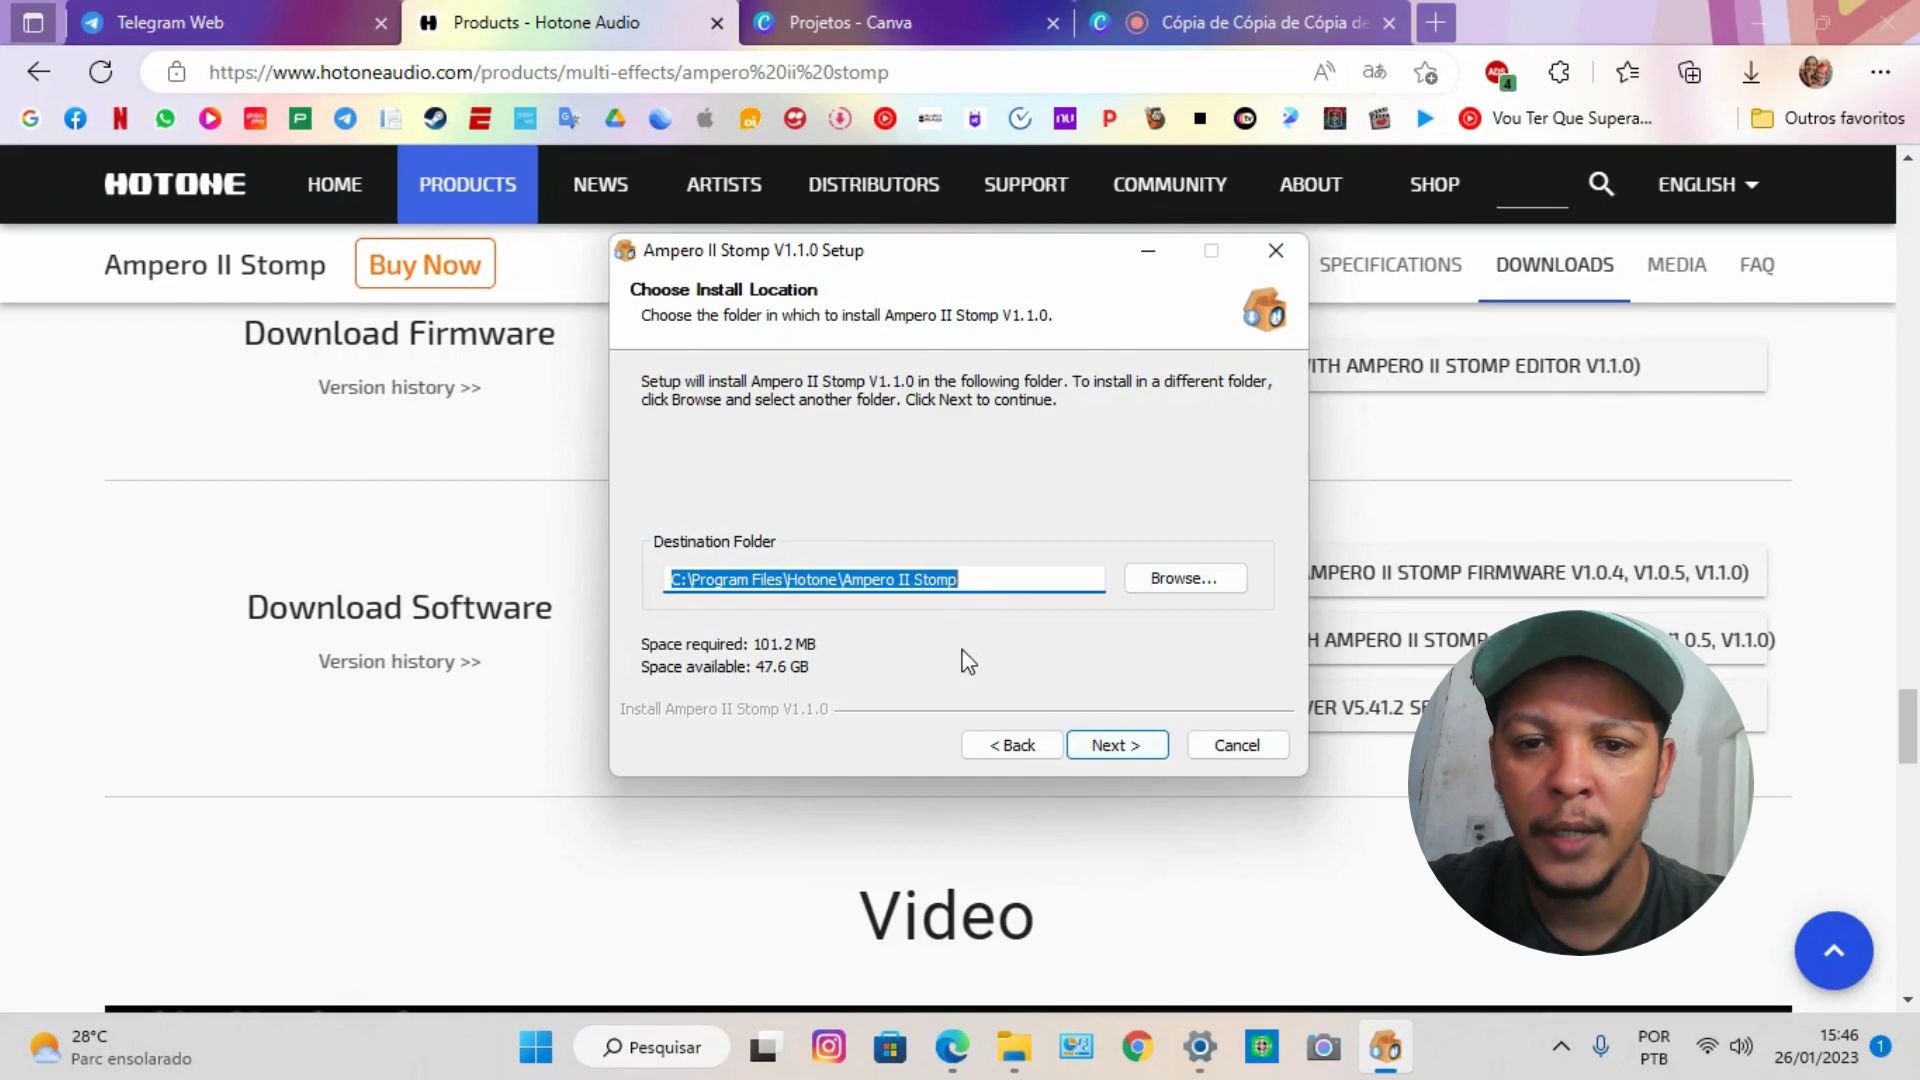 Telegram Web
Products - Hotone Audio
Projetos - Canva
Cópia de Cópia de Cópia de
https://www.hotoneaudio.com/products/multi-effects/ampero%20ii%20stomp
Vou Ter Que Supera...
Outros favoritos
HOTONE
HOME
PRODUCTS
NEWS
ARTISTS
DISTRIBUTORS
SUPPORT
COMMUNITY
ABOUT
SHOP
ENGLISH
Ampero II Stomp
Buy Now
SPECIFICATIONS
DOWNLOADS
MEDIA
FAQ
Ampero II Stomp V1.1.0 Setup
Choose Install Location
Choose the folder in which to install Ampero II Stomp V1.1.0.
Setup will install Ampero II Stomp V1.1.0 in the following folder. To install in a different folder,
click Browse and select another folder. Click Next to continue.
Destination Folder
C:\Program Files\Hotone\Ampero II Stomp
Browse...
Space required: 101.2 MB
Space available: 47.6 GB
Install Ampero II Stomp V1.1.0
< Back
Next >
Cancel
Download Firmware
Version history >>
ITH AMPERO II STOMP EDITOR V1.1.0)
Download Software
Version history >>
MPERO II STOMP FIRMWARE V1.0.4, V1.0.5, V1.1.0)
H AMPERO II STOMP 0.5, V1.1.0)
ER V5.41.2
Video
28°C
Parc ensolarado
Pesquisar
POR
PTB
15:46
26/01/2023
1